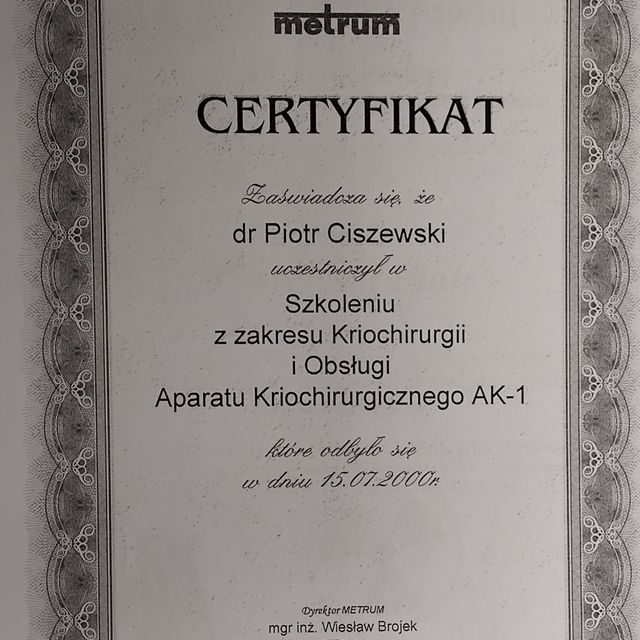 metrum
CERTYFIKAT
Zaświadcza się, że
dr Piotr Ciszewski
uczestniczył w
Szkoleniu
z zakresu Kriochirurgii
i Obsługi
Aparatu Kriochirurgicznego AK-1
które odbyło się
w dniu 15.07.2000r.
Dyrektor METRUM
mgr inż. Wiesław Brojek